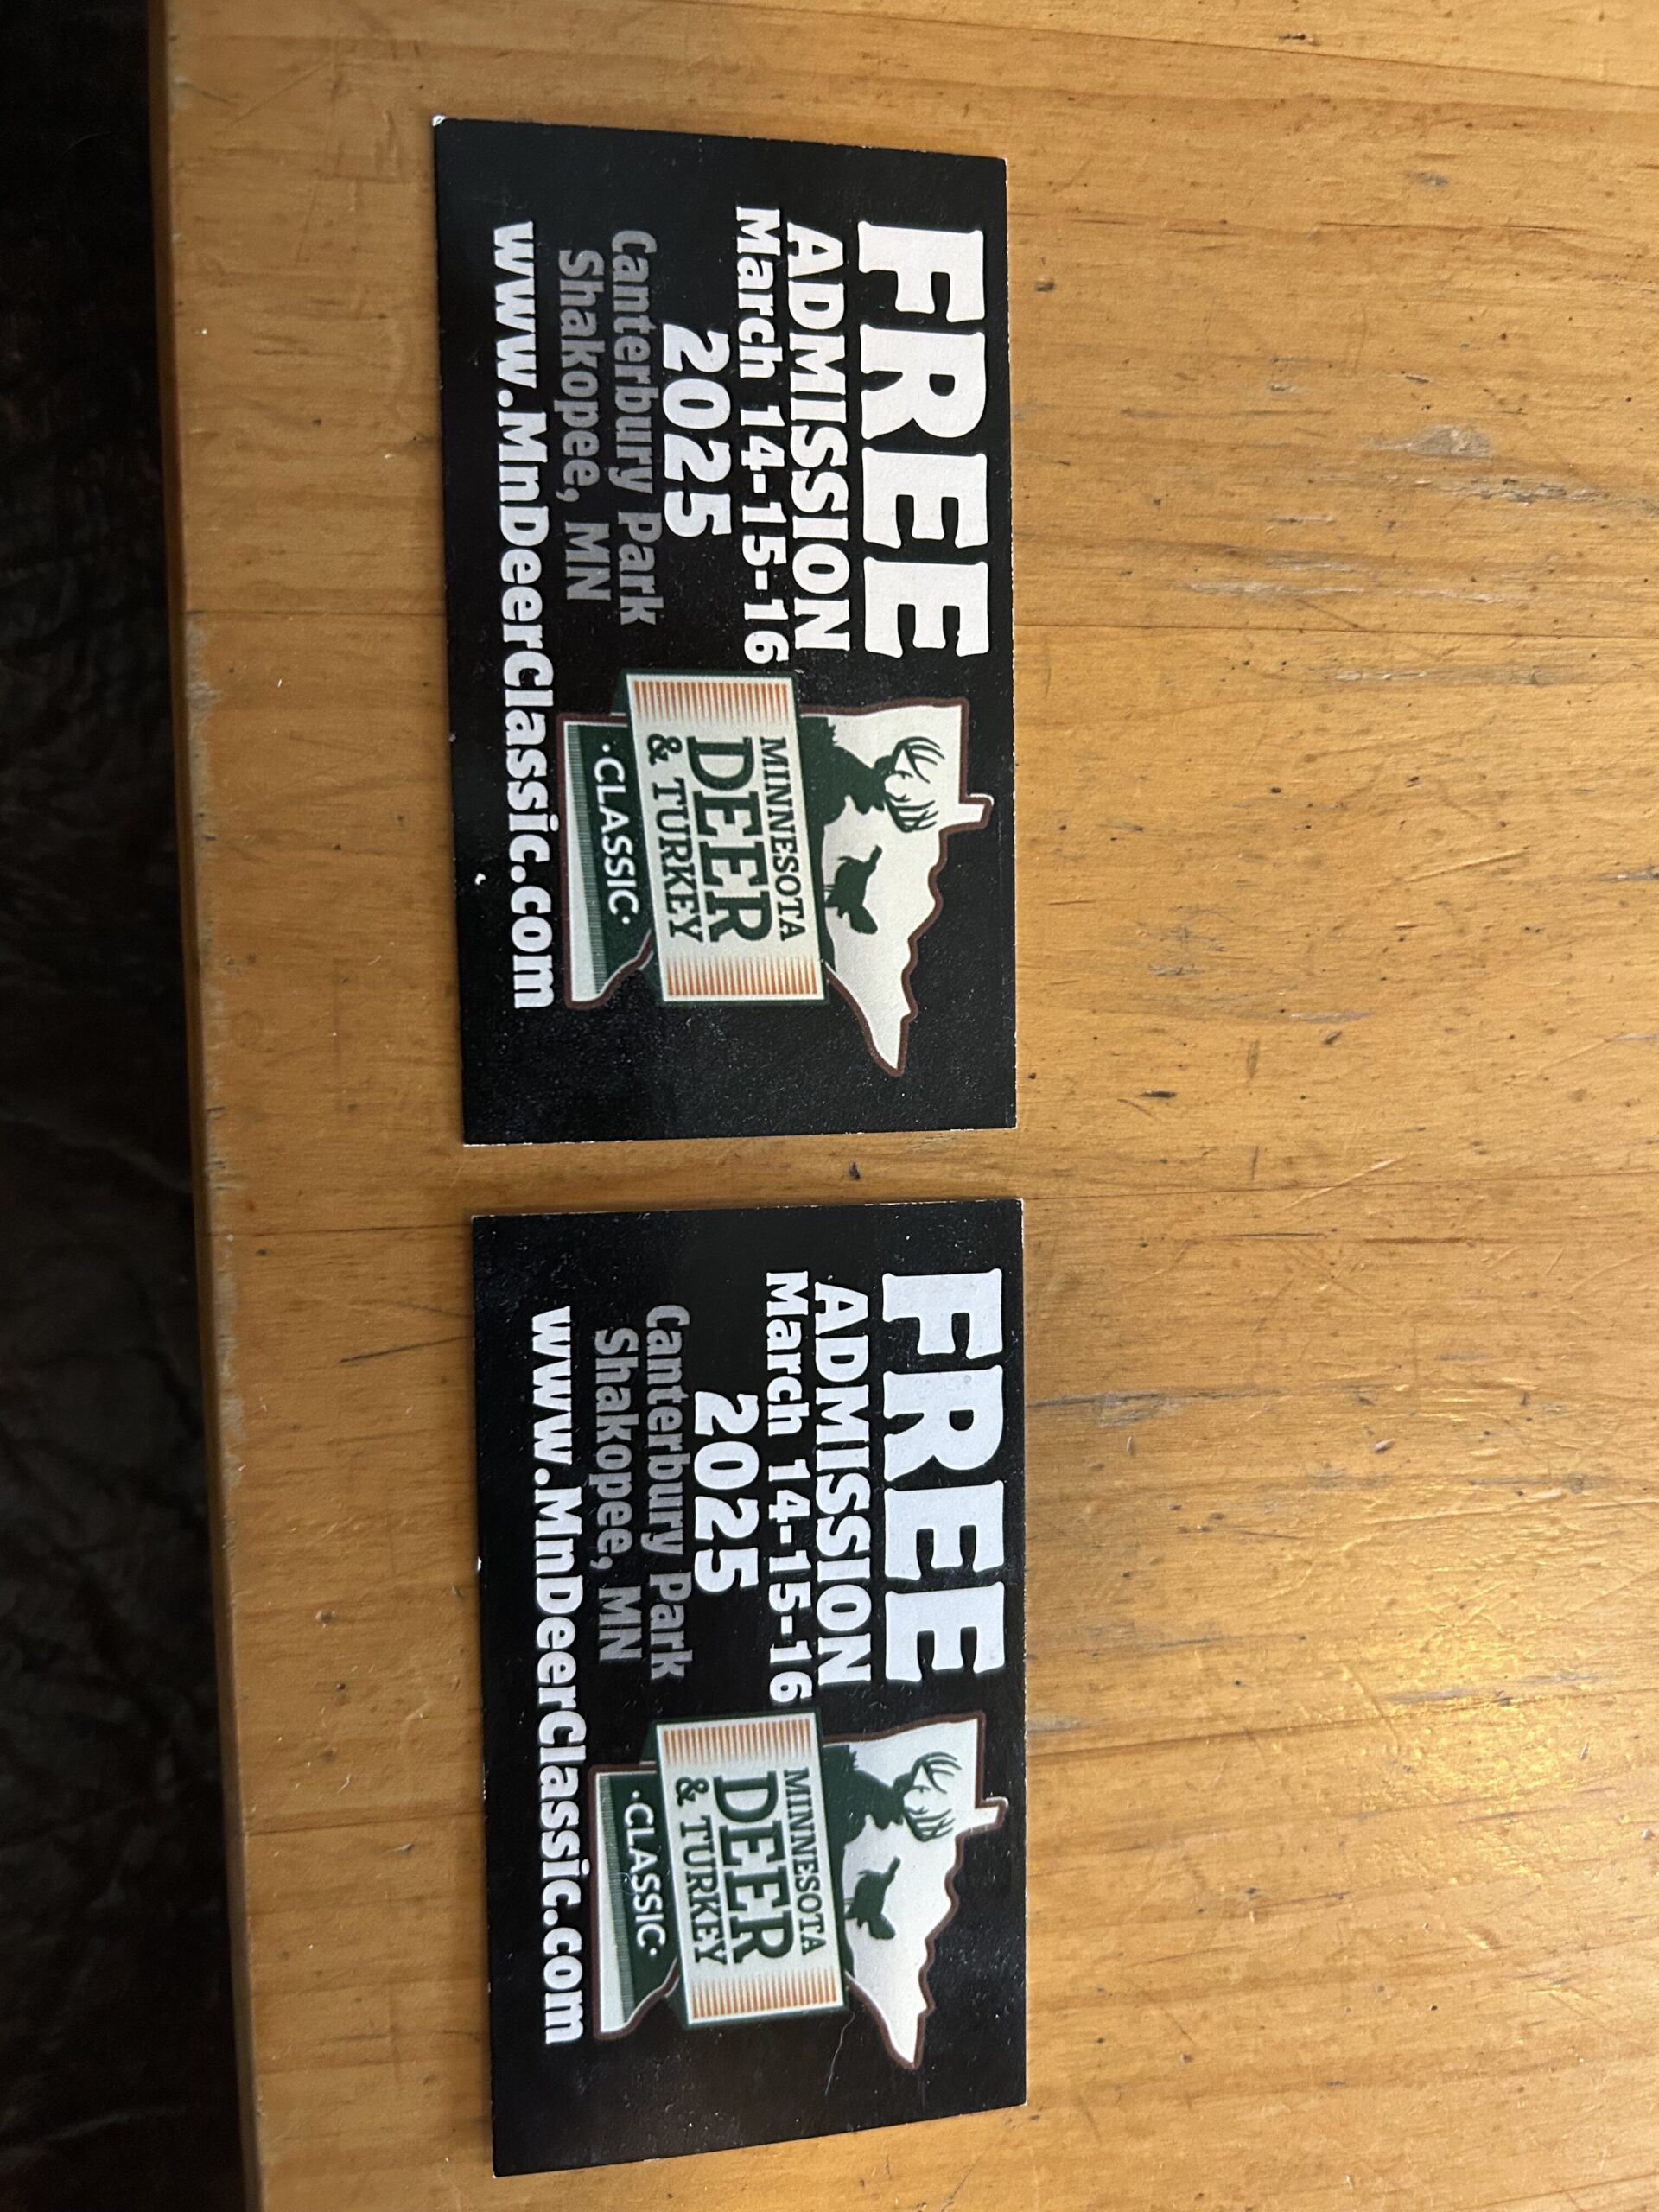 FREE
ADMISSION
March 14-15-16
2025
Canterbury Park
Shakopee, MN
www.MnDeerClassic.com
MINNESOTA
DEER
& TURKEY
·CLASSIC·
FREE
ADMISSION
March 14-15-16
2025
Canterbury Park
Shakopee, MN
www.MnDeerClassic.com
MINNESOTA
DEER
& TURKEY
·CLASSIC·